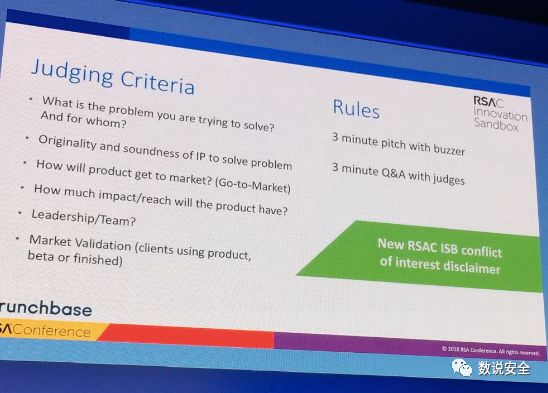 Judging Criteria
• What is the problem you are trying to solve?
And for whom?
• Originality and soundness of IP to solve problem
• How will product get to market? (Go-to-Market)
• How much impact/reach will the product have?
• Leadership/Team?
• Market Validation (clients using product,
beta or finished)
Rules
3 minute pitch with buzzer
3 minute Q&A with judges
RSAC
Innovation
Sandbox
New RSAC ISB conflict
of interest disclaimer
runchbase
SAConference
© 2018 RSA Conference. All rights reserved.
数说安全